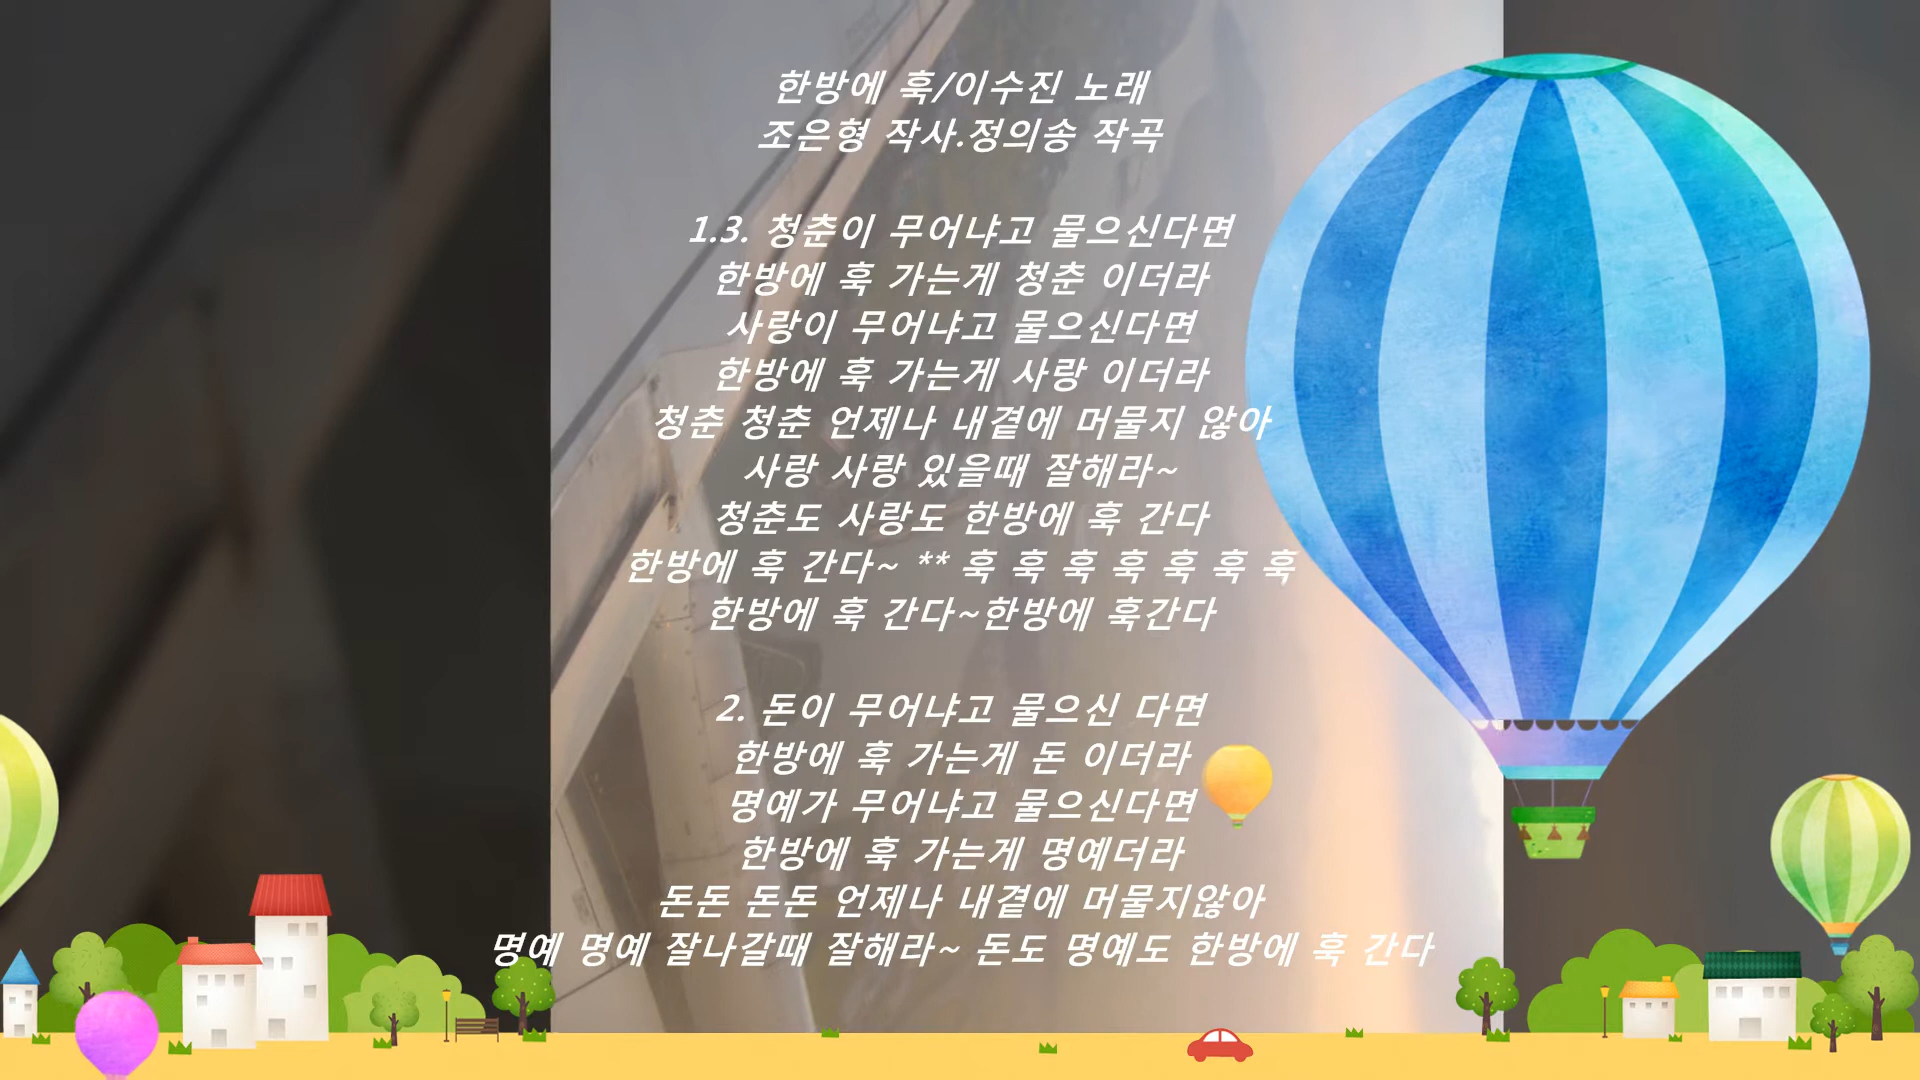 한방에 훅/이수진 노래
조은형 작사.정의송 작곡
1.3. 청춘이 무어냐고 물으신다면
한방에 훅 가는게 청춘 이더라
사랑이 무어냐고 물으신다면
한방에 훅 가는게 사랑 이더라
청춘 청춘 언제나 내곁에 머물지 않아
사랑 사랑 있을때 잘해라~
청춘도 사랑도 한방에 훅 간다
한방에 훅 간다~ ** 훅 훅 훅 훅 훅 훅 훅
한방에 훅 간다~한방에 훅간다
2. 돈이 무어냐고 물으신 다면
한방에 훅 가는게 돈 이더라
명예가 무어냐고 물으신다면
한방에 훅 가는게 명예더라
돈돈 돈돈 언제나 내곁에 머물지않아
명예 명예 잘나갈때 잘해라~ 돈도 명예도 한방에 훅 간다